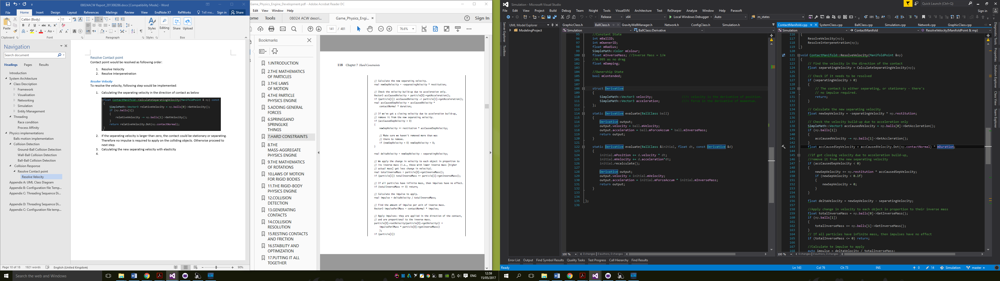 08024ACW Report_201308286.docx [Compatibility Mode] - Word
File Home Insert Design Layout References Mailings Review View EndNote X7 RefWorks Tell me... Sign in Share
Calibri (Body) 11
Paste
Styles Editing Share Upload
Clipboard Font Paragraph Styles Box
Navigation
Search document
Headings Pages Results
Introduction
System Architecture
Class Description
Framework
Visualisation
Networking
Simulation
Entity Management
Threading
Race condition
Process Affinity
Physics implementations
Balls motion implementation
Collision Detection
Ground-Ball Collision Detection
Wall-Ball Collision Detection
Ball-Ball Collision Detection
Collision Response
Resolve Contact point
Resolve Velocity
Appendix A: UML Class Diagram
Appendix B: Configuration file Temp...
Appendix C: Threading Sequence Di...
Appendix D: Threading Sequence Di...
Appendix C: Configuration file temp...
Resolve Contact point
Contact point would be resolved as following order:
1. Resolve Velocity
2. Resolve Interpenetration
Resolve Velocity
To resolve the velocity, following step would be implemented:
1. Calculating the separating velocity in the direction of contact as below
float ContactManifold::CalculateSeparatingVelocity(ManifoldPoint & mp) const
{
SimpleMath::Vector3 relativeVelocity = mp.balls[0]->GetVelocity();
if (mp.balls[1])
{
relativeVelocity -= mp.balls[1]->GetVelocity();
}
return relativeVelocity.Dot(mp.contactNormal);
}
2. If the separating velocity is larger than zero, the contact could be stationary or separating.
Therefore no impulse is required to apply on the colliding objects. Otherwise proceed to
next step.
3. Calculating the new separating velocity with elasticity
4.
Page 10 of 18 1921 words English (United Kingdom) 90%
Game_Physics_Engine_Development.pdf - Adobe Acrobat Reader DC
Edit View Window Help
ome Tools 08024 ACW descri... Game_Physics_Engi... × Sign In
141 / 481 76.6%
Bookmarks
1.INTRODUCTION
2.THE MATHEMATICS
OF PARTICLES
3.THE LAWS
OF MOTION
4.THE PARTICLE
PHYSICS ENGINE
5.ADDING GENERAL
FORCES
6.SPRINGSAND
SPRINGLIKE
THINGS
7.HARD CONSTRAINTS
8.THE
MASS-AGGREGATE
PHYSICS ENGINE
9.THE MATHEMATICS
OF ROTATIONS
10.LAWS OF MOTION
FOR RIGID BODIES
11.THE RIGID-BODY
PHYSICS ENGINE
12.COLLISION
DETECTION
13.GENERATING
CONTACTS
14.COLLISION
RESOLUTION
15.RESTING CONTACTS
AND FRICTION
16.STABILITY AND
OPTIMIZATION
17.PUTTING IT ALL
TOGETHER
118 Chapter 7 Hard Constraints
// Calculate the new separating velocity.
real newSepVelocity = -separatingVelocity * restitution;
// Check the velocity build-up due to acceleration only.
Vector3 accCausedVelocity = particle[0]->getAcceleration();
if (particle[1]) accCausedVelocity -= particle[1]->getAcceleration();
real accCausedSepVelocity = accCausedVelocity *
contactNormal * duration;
// If we've got a closing velocity due to acceleration build-up,
// remove it from the new separating velocity.
if (accCausedSepVelocity < 0)
{
newSepVelocity += restitution * accCausedSepVelocity;
// Make sure we haven't removed more than was
// there to remove.
if (newSepVelocity < 0) newSepVelocity = 0;
}
real deltaVelocity = newSepVelocity - separatingVelocity;
// We apply the change in velocity to each object in proportion to
// its inverse mass (i.e., those with lower inverse mass [higher
// actual mass] get less change in velocity).
real totalInverseMass = particle[0]->getInverseMass();
if (particle[1]) totalInverseMass += particle[1]->getInverseMass();
// If all particles have infinite mass, then impulses have no effect.
if (totalInverseMass <= 0) return;
// Calculate the impulse to apply.
real impulse = deltaVelocity / totalInverseMass;
// Find the amount of impulse per unit of inverse mass.
Vector3 impulsePerIMass = contactNormal * impulse;
// Apply impulses: they are applied in the direction of the contact,
// and are proportional to the inverse mass.
particle[0]->setVelocity(particle[0]->getVelocity() +
impulsePerIMass * particle[0]->getInverseMass()
);
if (particle[1])
Search the web and Windows
ENG
12:59
15/05/2017
Simulation - Microsoft Visual Studio
Quick Launch (Ctrl+Q)
File Edit View Project Build Debug Team Nsight Tools VisualSVN Architecture Test ReSharper Analyze Window Help Parasoft Sign in
Release x64 Local Windows Debugger Auto m_states
Server Explorer
Toolbox
UML Model Explorer
ModelingProject
GraphicClass.h BallClass.h GravityWellManager.h Network.h ConfigClass.h Simulation.h
Simulation BallClass::Derivative
95 //Constant State
96 int mBallID;
97 int mOwenerID;
98 float mRadius;
99 SimpleMath::Color mColour;
100 float mInverseMass; //Inverse Mass = 1/m
101 //0.995 as no drag
102 float mDamping;
103
104 //Ownership State
105 bool mContended;
106
107
108 struct Derivative
109 {
110 SimpleMath::Vector3 velocity; ///< velocity is the derivative of position.
111 SimpleMath::Vector3 acceleration; ///< force in the derivative of momentum.
112 };
113
114 static Derivative evaluate(BallClass ball)
115 {
116 Derivative output;
117 output.velocity = ball.mVelocity;
118 output.acceleration = ball.mForceAccum * ball.mInverseMass;
119 return output;
120 }
121
122 static Derivative evaluate(BallClass &initial, float dt, const Derivative &d)
123 {
124 initial.mPosition += d.velocity * dt;
125 initial.mVelocity += d.acceleration*dt;
126 initial.recalculate();
127
128 Derivative output;
129 output.velocity = initial.mVelocity;
130 output.acceleration = initial.mForceAccum * initial.mInverseMass;
131 return output;
132 }
133
134
135 };
136
100 % 0 changes | 0 authors, 0 changes
ContactManifold.cpp SystemClass.cpp BallClass.cpp Simulation.cpp Network.cpp GraphicClass.cpp
Simulation ContactManifold ResolveVelocity(ManifoldPoint & mp)
116 {
117 ResolveVelocity(mp);
118 ResolveInterpenetration(mp);
119 }
120
121 void ContactManifold::ResolveVelocity(ManifoldPoint &mp)
122 {
123 // Find the velocity in the direction of the contact
124 float separatingVelocity = CalculateSeparatingVelocity(mp);
125
126 // Check if it needs to be resolved
127 if (separatingVelocity > 0)
128 {
129 // The contact is either separating, or stationary - there's
130 // no impulse required.
131 return;
132 }
133
134 // Calculate the new separating velocity
135 float newSepVelocity = -separatingVelocity * mp.restitution;
136
137 // Check the velocity build-up due to acceleration only
138 SimpleMath::Vector3 accCausedVelocity = mp.balls[0]->GetAccleration();
139 if (mp.balls[1])
140 {
141 accCausedVelocity -= mp.balls[1]->GetAccleration();
142 }
143 float accCausedSepVelocity = accCausedVelocity.Dot(mp.contactNormal) * mDuration;
144
145 //if got closing velocity due to acceleration build-up,
146 //remove it from the new separating velocity
147 if (accCausedSepVelocity < 0)
148 {
149 newSepVelocity += mp.restitution * accCausedSepVelocity;
150 if (newSepVelocity < 0.1f)
151 {
152 newSepVelocity = 0;
153 }
154 }
155
156 float deltaVelocity = newSepVelocity - separatingVelocity;
157
158 //Apply change in velocity to each object in proportion to their inverse mass
159 float totalInverseMass = mp.balls[0]->GetInverseMass();
160 if (mp.balls[1])
161 {
162 totalInverseMass += mp.balls[1]->GetInverseMass();
163 }
164 // If all particles have infinite mass, then impulses have no effect
165 if (totalInverseMass <= 0) return;
166
167 //Calculate te impulse to apply
168 auto impulse = deltaVelocity / totalInverseMass;
100 % 0 changes | 0 authors, 0 changes
Diagnostic Tools
Properties
Solution Explorer
Class View
Team Explorer
Error List Output Find Symbol Results Quality Tasks Test Progress Call Hierarchy Find Results
Ready Ln 143 Col 76 Ch 73 INS 0 14 Simulation master